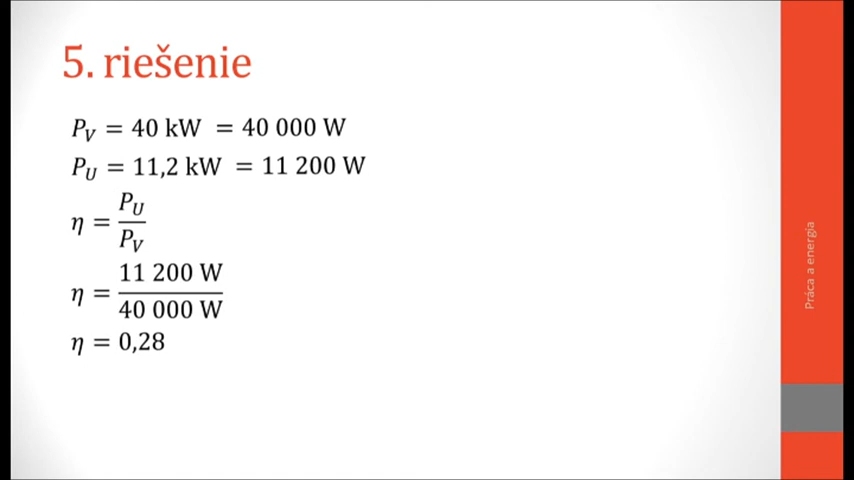 5. riešenie
P_V = 40 kW = 40 000 W
P_U = 11,2 kW = 11 200 W
η = P_U / P_V
η = 11 200 W / 40 000 W
η = 0,28
Práca a energia